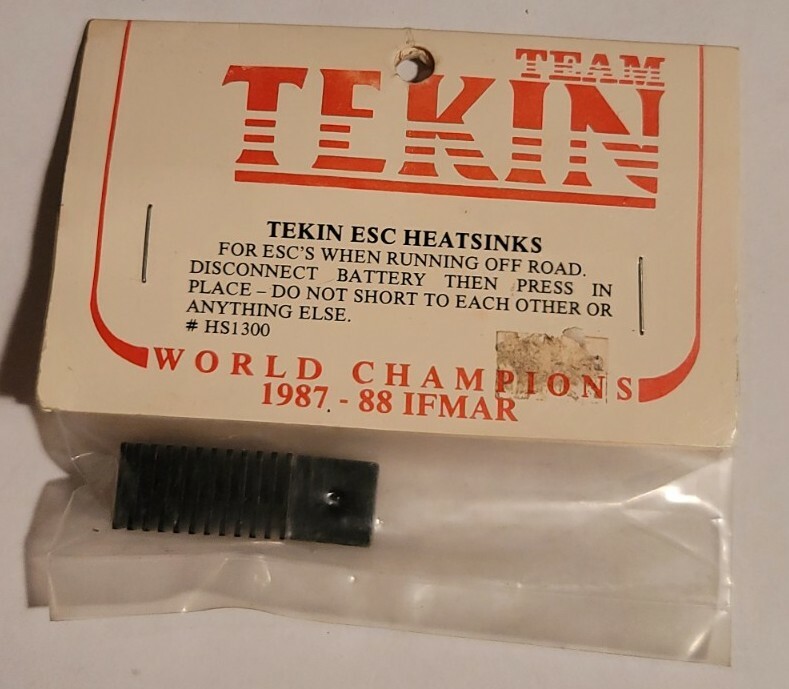 TEAM
TEKIN
TEKIN ESC HEATSINKS
FOR ESC'S WHEN RUNNING OFF ROAD.
DISCONNECT BATTERY THEN PRESS IN
PLACE – DO NOT SHORT TO EACH OTHER OR
ANYTHING ELSE.
# HS1300
WORLD CHAMPIONS
1987 - 88 IFMAR